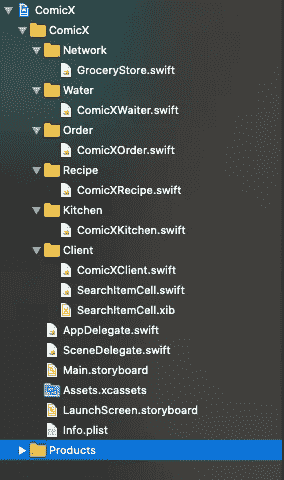 ComicX
ComicX
Network
GroceryStore.swift
Water
ComicXWaiter.swift
Order
ComicXOrder.swift
Recipe
ComicXRecipe.swift
Kitchen
ComicXKitchen.swift
Client
ComicXClient.swift
SearchItemCell.swift
SearchItemCell.xib
AppDelegate.swift
SceneDelegate.swift
Main.storyboard
Assets.xcassets
LaunchScreen.storyboard
Info.plist
Products